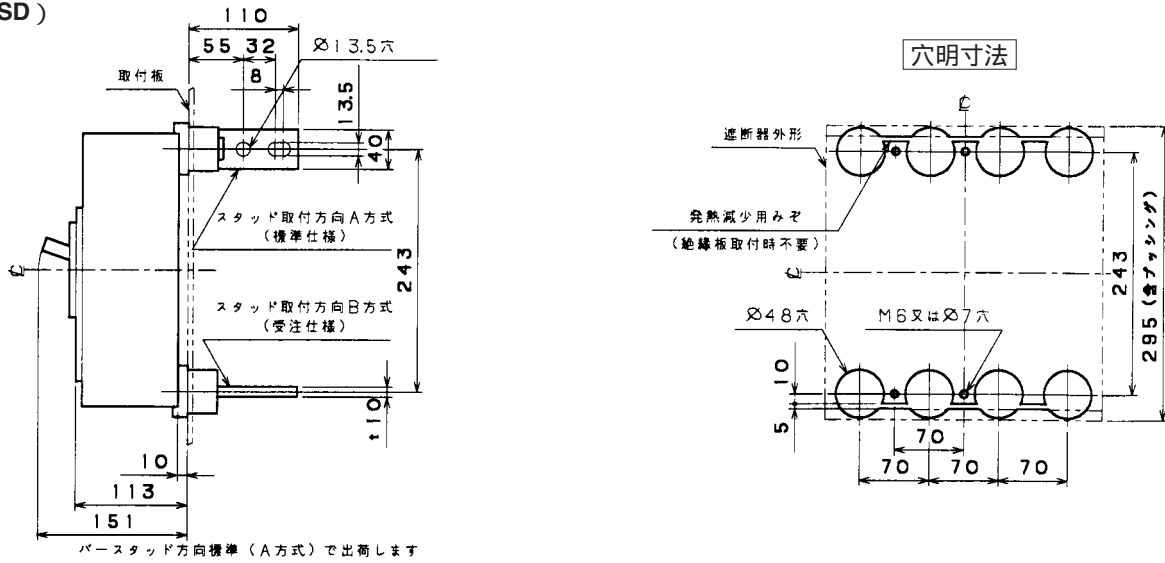 SD）
110
55 32
Ø13.5穴
8
13.5
40
取付板
スタッド取付方向A方式
（標準仕様）
243
スタッド取付方向B方式
（受注仕様）
t10
10
113
151
バースタッド方向標準（A方式）で出荷します
穴明寸法
遮断器外形
発熱減少用みぞ
（絶縁板取付時不要）
243
295（含ブッシング）
Ø48穴
M6又はØ7穴
10
5
70
70 70 70